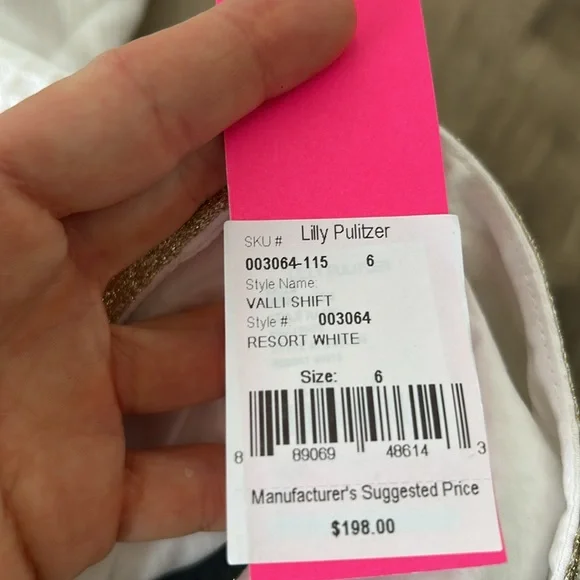 SKU # Lilly Pulitzer
003064-115 6
Style Name:
VALLI SHIFT
Style # 003064
RESORT WHITE
Size: 6
8 89069 48614 3
Manufacturer's Suggested Price
$198.00